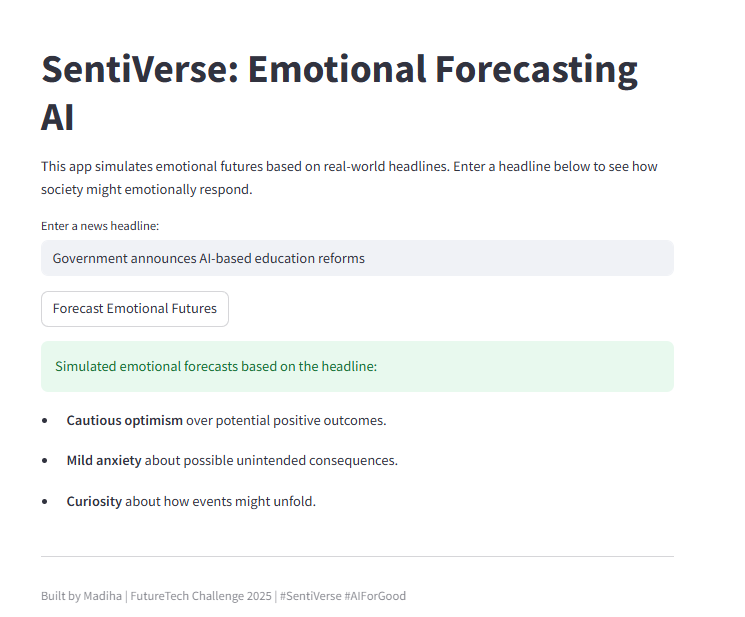 SentiVerse: Emotional Forecasting
AI
This app simulates emotional futures based on real-world headlines. Enter a headline below to see how
society might emotionally respond.
Enter a news headline:
Government announces AI-based education reforms
Forecast Emotional Futures
Simulated emotional forecasts based on the headline:
• Cautious optimism over potential positive outcomes.
• Mild anxiety about possible unintended consequences.
• Curiosity about how events might unfold.
Built by Madiha | FutureTech Challenge 2025 | #SentiVerse #AIForGood